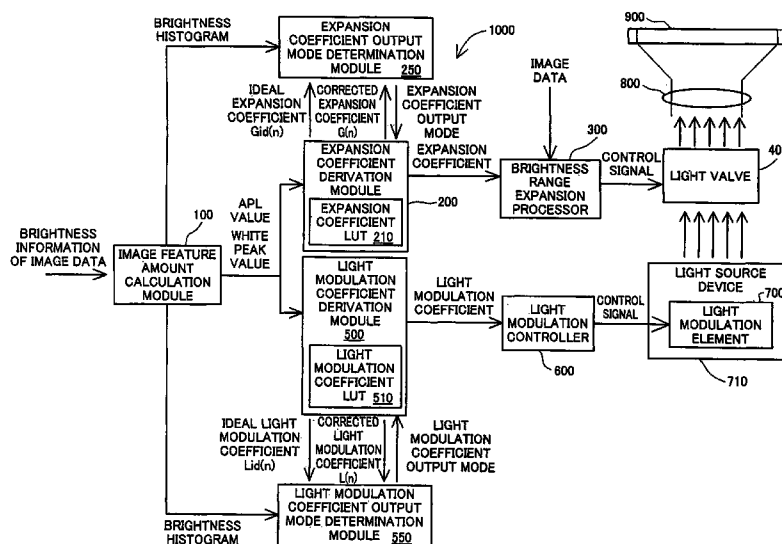 BRIGHTNESS
HISTOGRAM
EXPANSION
COEFFICIENT OUTPUT
MODE DETERMINATION
MODULE 250
1000
900
IMAGE
DATA
800
IDEAL
EXPANSION
COEFFICIENT Gid(n)
CORRECTED
EXPANSION
COEFFICIENT
G(n)
EXPANSION
COEFFICIENT
OUTPUT
MODE
EXPANSION
COEFFICIENT
300
CONTROL
SIGNAL
40
EXPANSION
COEFFICIENT
DERIVATION
MODULE
EXPANSION
COEFFICIENT
LUT 210
200
BRIGHTNESS
RANGE
EXPANSION
PROCESSOR
LIGHT VALVE
BRIGHTNESS
INFORMATION
OF IMAGE DATA
100
IMAGE FEATURE
AMOUNT
CALCULATION
MODULE
APL
VALUE
WHITE
PEAK
VALUE
LIGHT
MODULATION
COEFFICIENT
DERIVATION
MODULE
500
LIGHT
MODULATION
COEFFICIENT
LUT 510
LIGHT
MODULATION
COEFFICIENT
LIGHT
MODULATION
CONTROLLER
600
CONTROL
SIGNAL
LIGHT SOURCE
DEVICE
700
LIGHT
MODULATION
ELEMENT
710
IDEAL LIGHT
MODULATION
COEFFICIENT
Lid(n)
CORRECTED
LIGHT
MODULATION
COEFFICIENT
L(n)
LIGHT
MODULATION
COEFFICIENT
OUTPUT MODE
BRIGHTNESS
HISTOGRAM
LIGHT MODULATION
COEFFICIENT OUTPUT
MODE DETERMINATION
MODULE 550